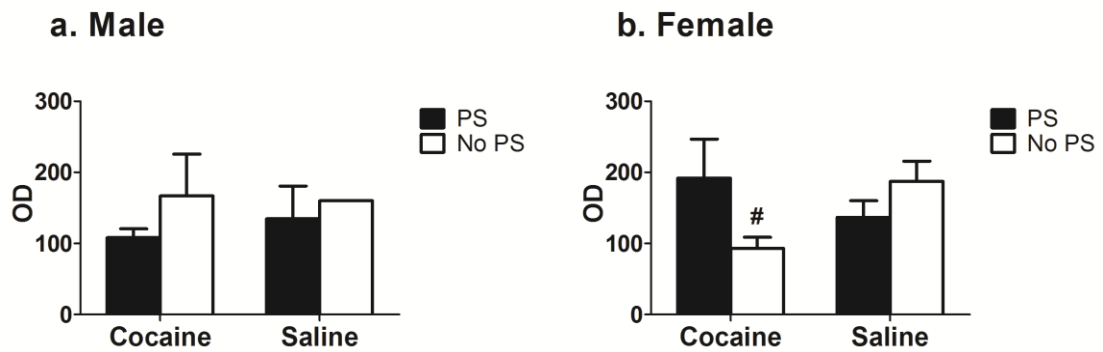 a. Male
300
200
100
0
OD
PS
No PS
Cocaine Saline
b. Female
300
200
100
0
OD
#
PS
No PS
Cocaine Saline